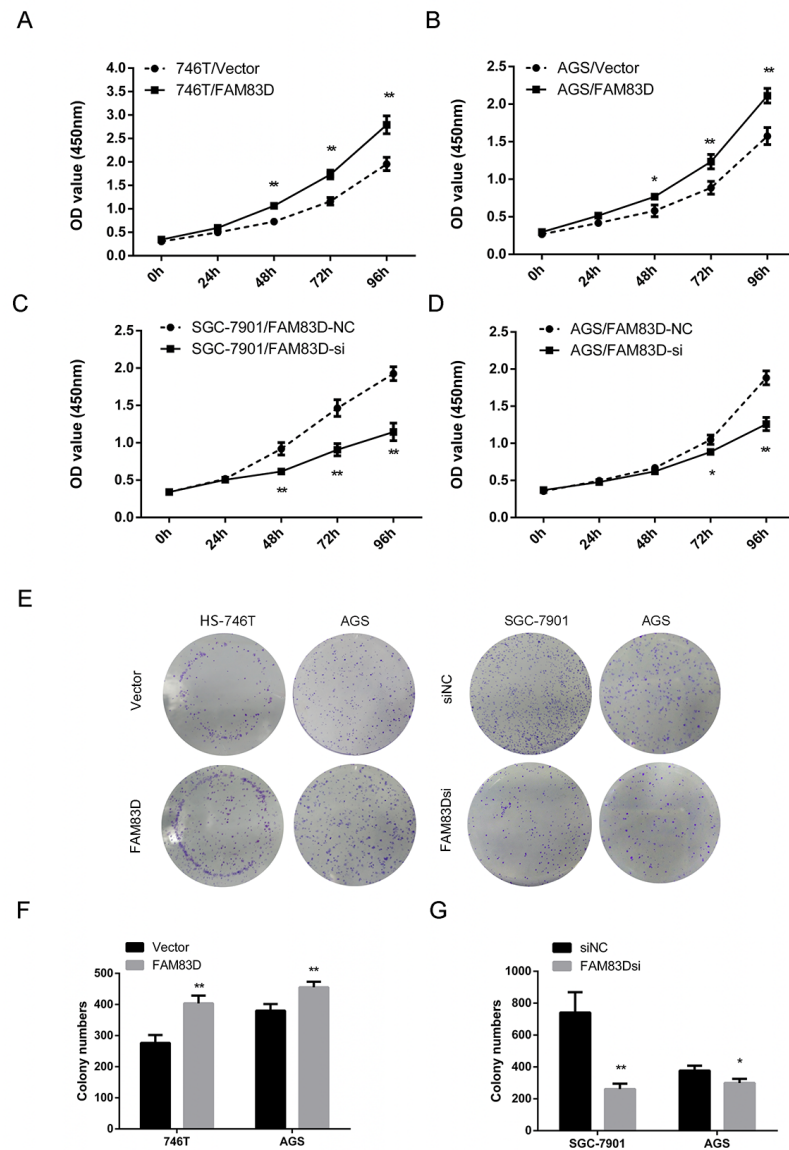 A
746T/Vector
746T/FAM83D
OD value (450nm)
4.0
3.5
3.0
2.5
2.0
1.5
1.0
0.5
0.0
** ** **
0h 24h 48h 72h 96h
B
AGS/Vector
AGS/FAM83D
OD value (450nm)
2.5
2.0
1.5
1.0
0.5
0.0
* ** **
0h 24h 48h 72h 96h
C
SGC-7901/FAM83D-NC
SGC-7901/FAM83D-si
OD value (450nm)
2.5
2.0
1.5
1.0
0.5
0.0
** ** **
0h 24h 48h 72h 96h
D
AGS/FAM83D-NC
AGS/FAM83D-si
OD value (450nm)
2.5
2.0
1.5
1.0
0.5
0.0
* **
0h 24h 48h 72h 96h
E
HS-746T AGS SGC-7901 AGS
Vector
siNC
FAM83D
FAM83Dsi
F
Vector
FAM83D
Colony numbers
500
400
300
200
100
0
** **
746T AGS
G
siNC
FAM83Dsi
Colony numbers
1000
800
600
400
200
0
** *
SGC-7901 AGS